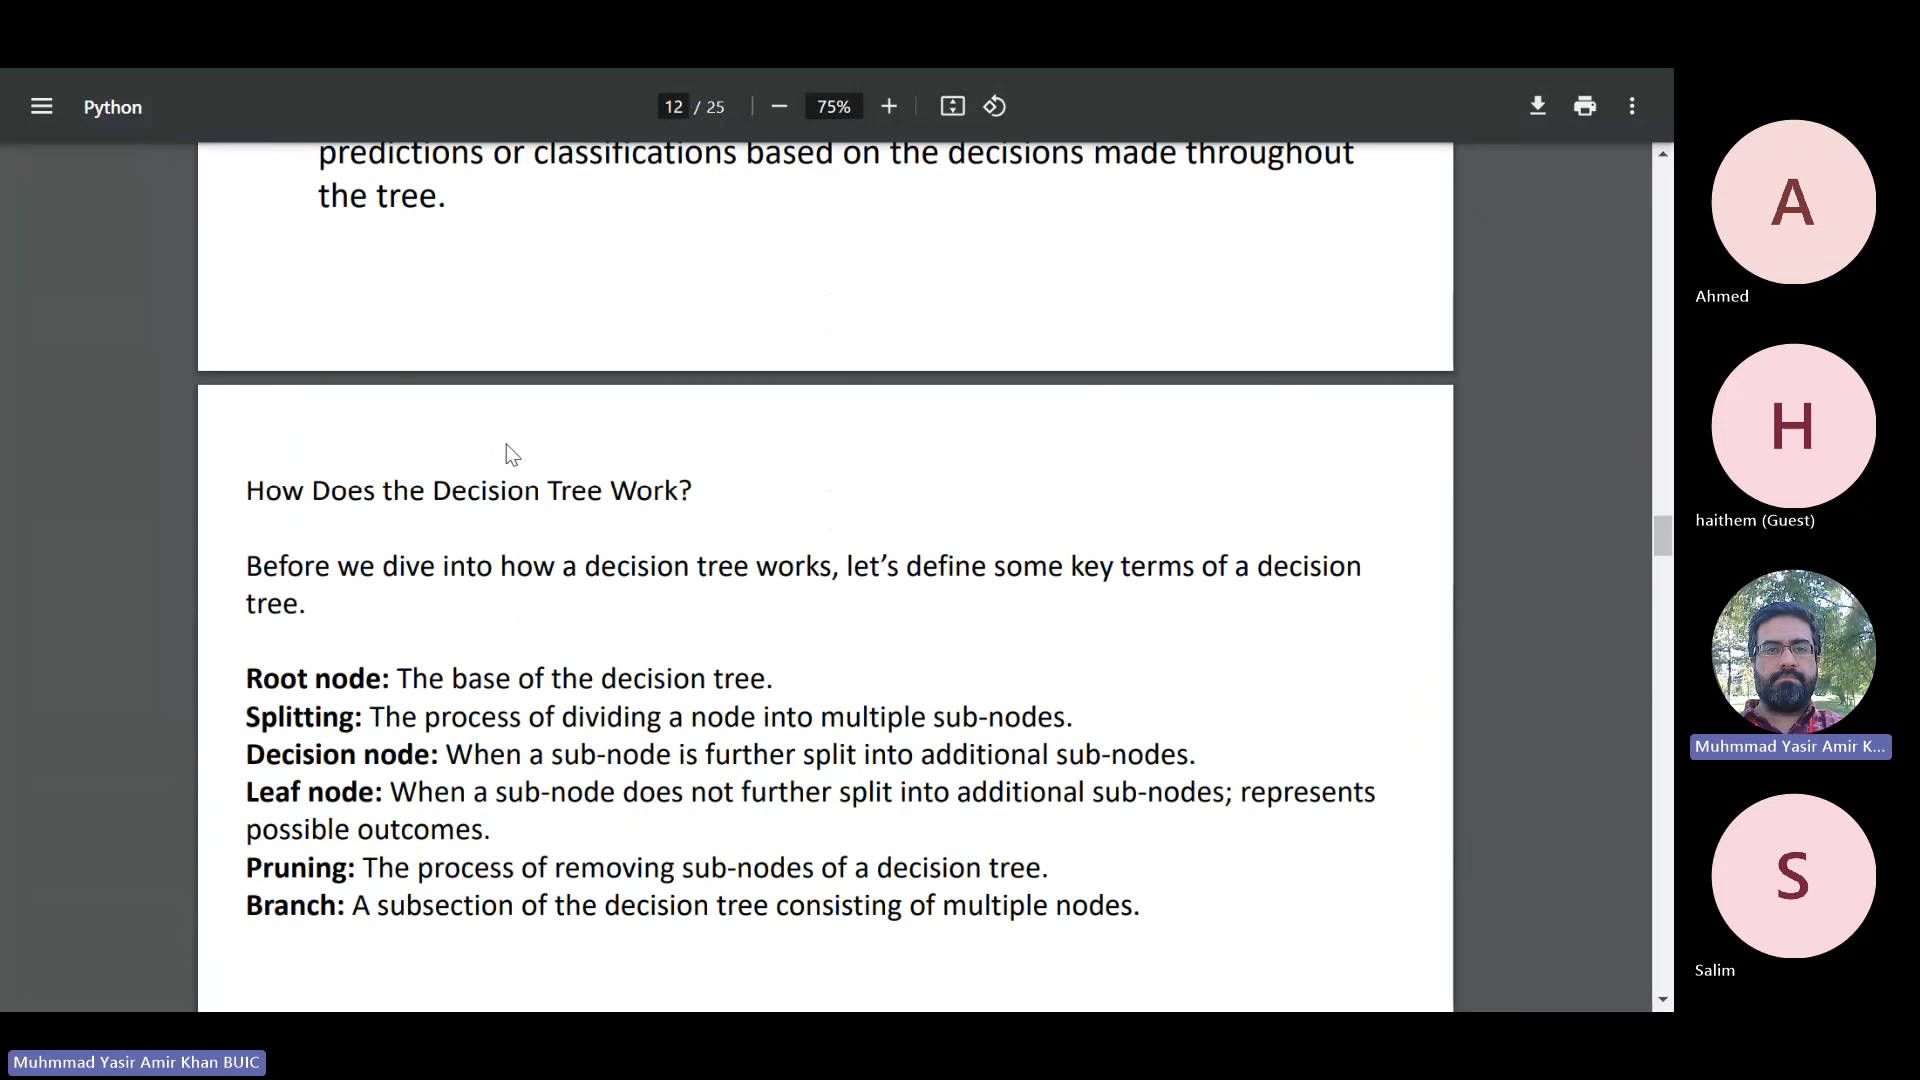 Python
12 / 25
75%
predictions or classifications based on the decisions made throughout
the tree.
How Does the Decision Tree Work?
Before we dive into how a decision tree works, let’s define some key terms of a decision
tree.
Root node: The base of the decision tree.
Splitting: The process of dividing a node into multiple sub-nodes.
Decision node: When a sub-node is further split into additional sub-nodes.
Leaf node: When a sub-node does not further split into additional sub-nodes; represents
possible outcomes.
Pruning: The process of removing sub-nodes of a decision tree.
Branch: A subsection of the decision tree consisting of multiple nodes.
A
Ahmed
H
haithem (Guest)
Muhmmad Yasir Amir K...
S
Salim
Muhmmad Yasir Amir Khan BUIC